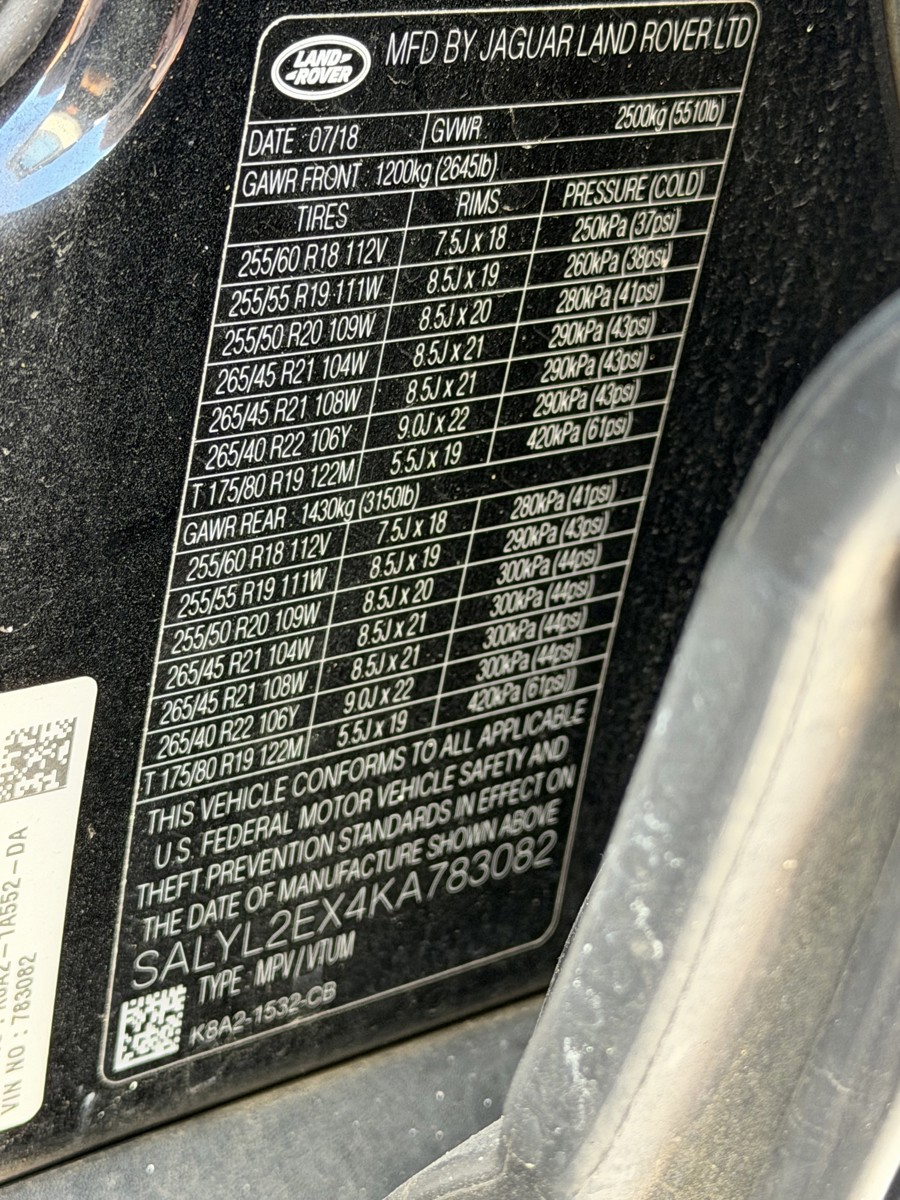 LAND-
-ROVER
MFD BY JAGUAR LAND ROVER LTD
DATE 07/18 GVWR 2500kg (5510lb)
GAWR FRONT 1200kg (2645lb)
TIRES RIMS PRESSURE (COLD)
255/60 R18 112V 7.5J x 18 250kPa (37psi)
255/55 R19 111W 8.5J x 19 260kPa (38psi)
255/50 R20 109W 8.5J x 20 280kPa (41psi)
265/45 R21 104W 8.5J x 21 290kPa (43psi)
265/45 R21 108W 8.5J x 21 290kPa (43psi)
265/40 R22 106Y 9.0J x 22 290kPa (43psi)
T 175/80 R19 122M 5.5J x 19 420kPa (61psi)
GAWR REAR 1430kg (3150lb)
255/60 R18 112V 7.5J x 18 280kPa (41psi)
255/55 R19 111W 8.5J x 19 290kPa (43psi)
255/50 R20 109W 8.5J x 20 300kPa (44psi)
265/45 R21 104W 8.5J x 21 300kPa (44psi)
265/45 R21 108W 8.5J x 21 300kPa (44psi)
265/40 R22 106Y 9.0J x 22 300kPa (44psi)
T 175/80 R19 122M 5.5J x 19 420kPa (61psi)
THIS VEHICLE CONFORMS TO ALL APPLICABLE
U.S. FEDERAL MOTOR VEHICLE SAFETY AND
THEFT PREVENTION STANDARDS IN EFFECT ON
THE DATE OF MANUFACTURE SHOWN ABOVE
SALYL2EX4KA783082
TYPE : MPV / VTUM
K8A2-1532-CB
K8A2-1A552-DA
VIN NO : 783082